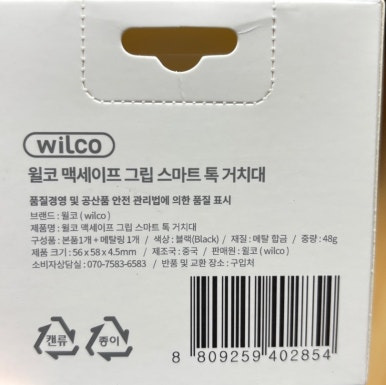 wilco
윌코 맥세이프 그립 스마트 톡 거치대
품질경영 및 공산품 안전 관리법에 의한 품질 표시
브랜드 : 윌코 ( wilco )
제품명 : 윌코 맥세이프 그립 스마트 톡 거치대
구성품 : 본품1개 + 메탈링 1개 / 색상 : 블랙(Black) / 재질 : 메탈 합금 / 중량 : 48g
제품 크기 : 56 x 58 x 4.5mm / 제조국 : 중국 / 판매원 : 윌코 ( wilco )
소비자상담실 : 070-7583-6583 / 반품 및 교환 장소 : 구입처
캔류 종이
8 809259 402854